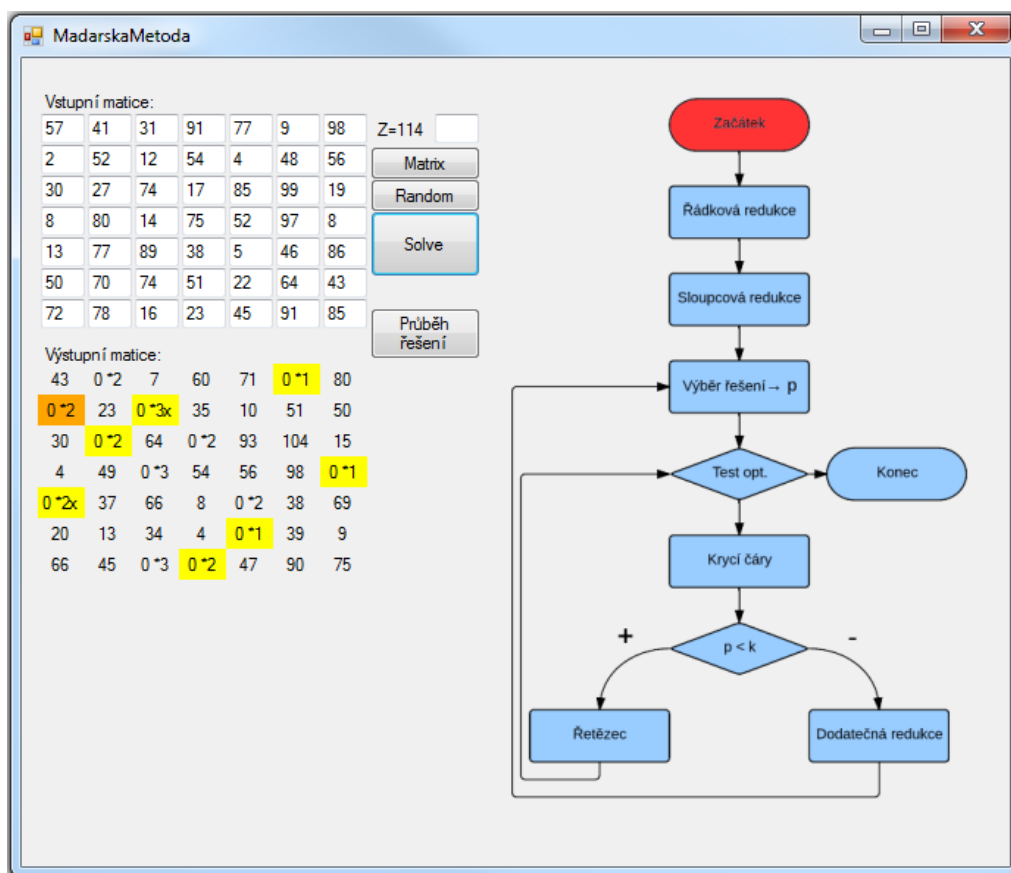 MadarskaMetoda
Vstupní matice:
57 41 31 91 77 9 98 Z=114
2 52 12 54 4 48 56 Matrix
30 27 74 17 85 99 19 Random
8 80 14 75 52 97 8
Solve
13 77 89 38 5 46 86
50 70 74 51 22 64 43
72 78 16 23 45 91 85
Průběh
řešení
Výstupní matice:
43 0 *2 7 60 71 0 *1 80
0 *2 23 0 *3x 35 10 51 50
30 0 *2 64 0 *2 93 104 15
4 49 0 *3 54 56 98 0 *1
0 *2x 37 66 8 0 *2 38 69
20 13 34 4 0 *1 39 9
66 45 0 *3 0 *2 47 90 75
Začátek
Řádková redukce
Sloupcová redukce
Výběr řešení→ p
Test opt.
Konec
Krycí čáry
+
p < k
-
Řetězec
Dodatečná redukce